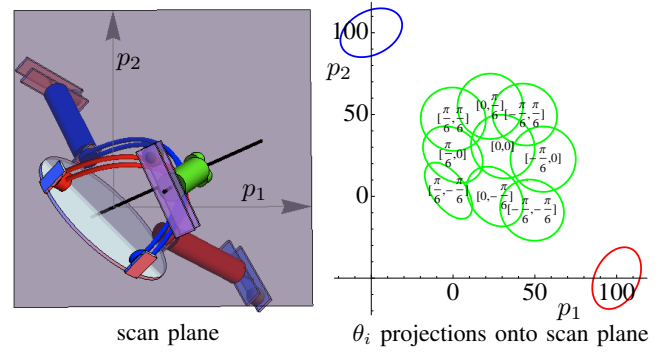 p₂
p₁
scan plane
100
p₂
50
0
[π/6, π/6]
[0, π/6]
[-π/6, π/6]
[π/6, 0]
[0,0]
[-π/6, 0]
[π/6, -π/6]
[0, -π/6]
[-π/6, -π/6]
0
50
100
p₁
θᵢ projections onto scan plane